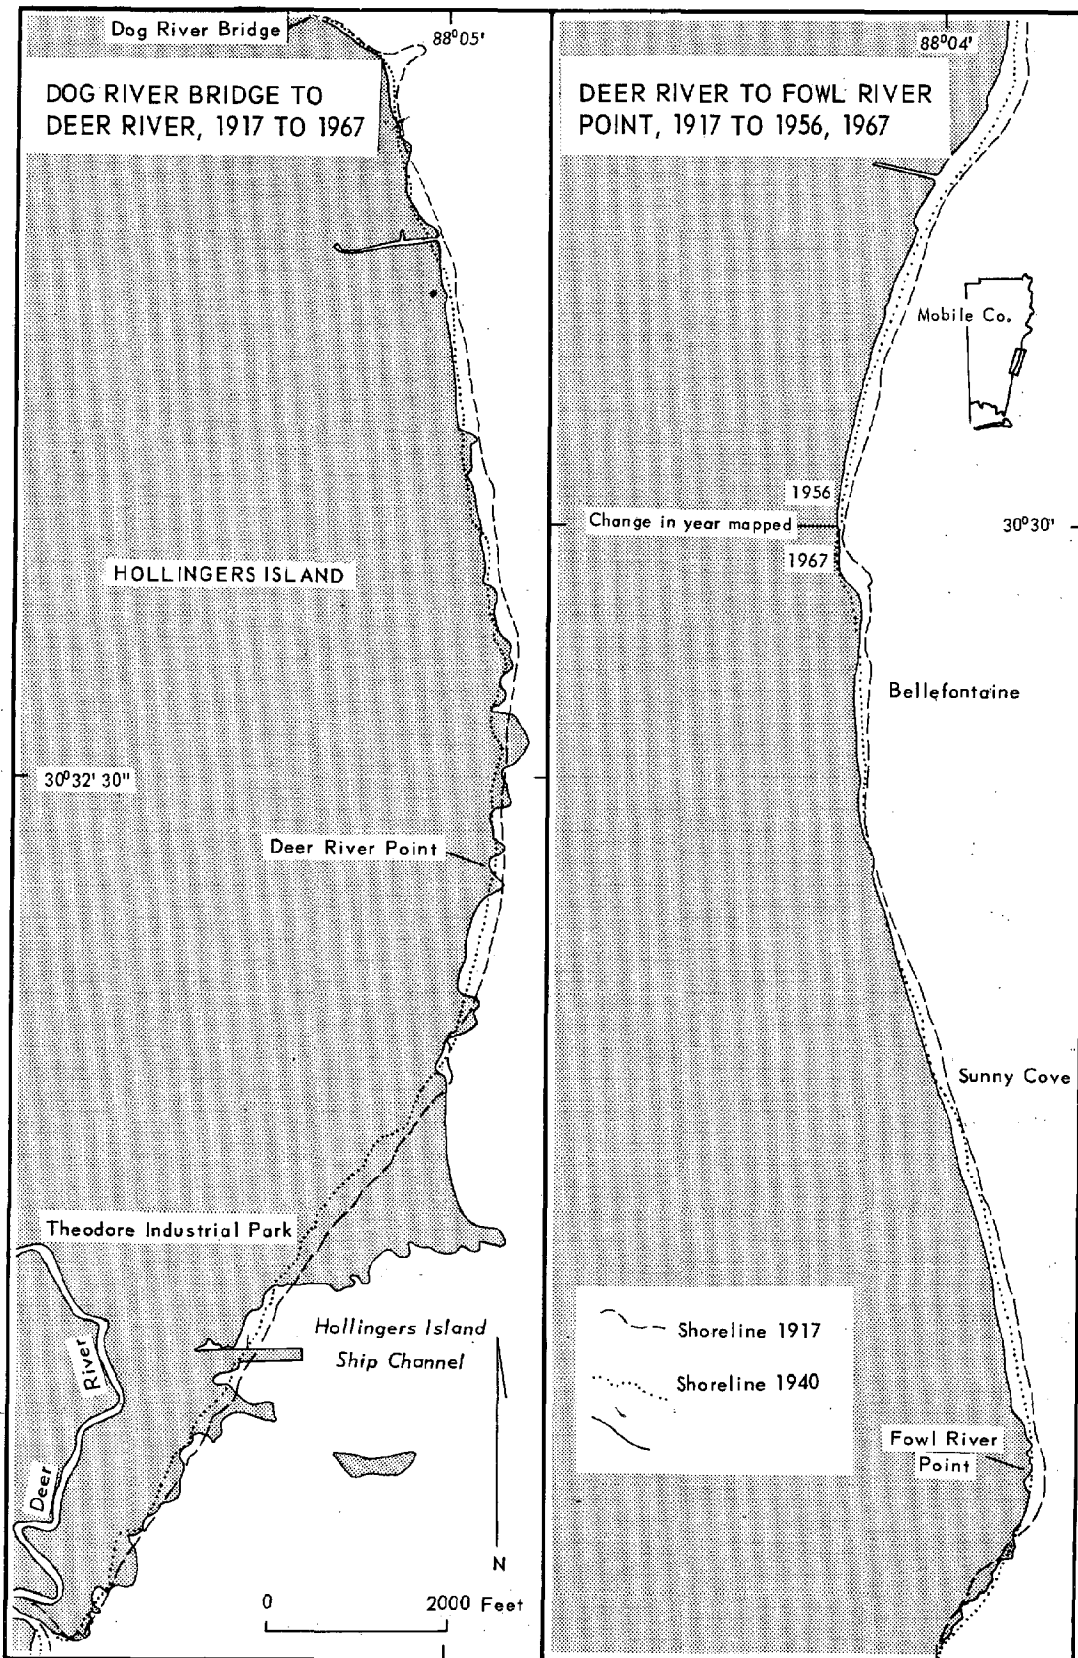 Dog River Bridge
88°05'
DOG RIVER BRIDGE TO
DEER RIVER, 1917 TO 1967
HOLLINGERS ISLAND
30°32' 30"
Deer River Point
Theodore Industrial Park
Hollingers Island
Ship Channel
River
Deer
N
0 2000 Feet
88°04'
DEER RIVER TO FOWL RIVER
POINT, 1917 TO 1956, 1967
Mobile Co.
1956
Change in year mapped
30°30'
1967
Bellefontaine
Sunny Cove
Shoreline 1917
Shoreline 1940
Fowl River
Point